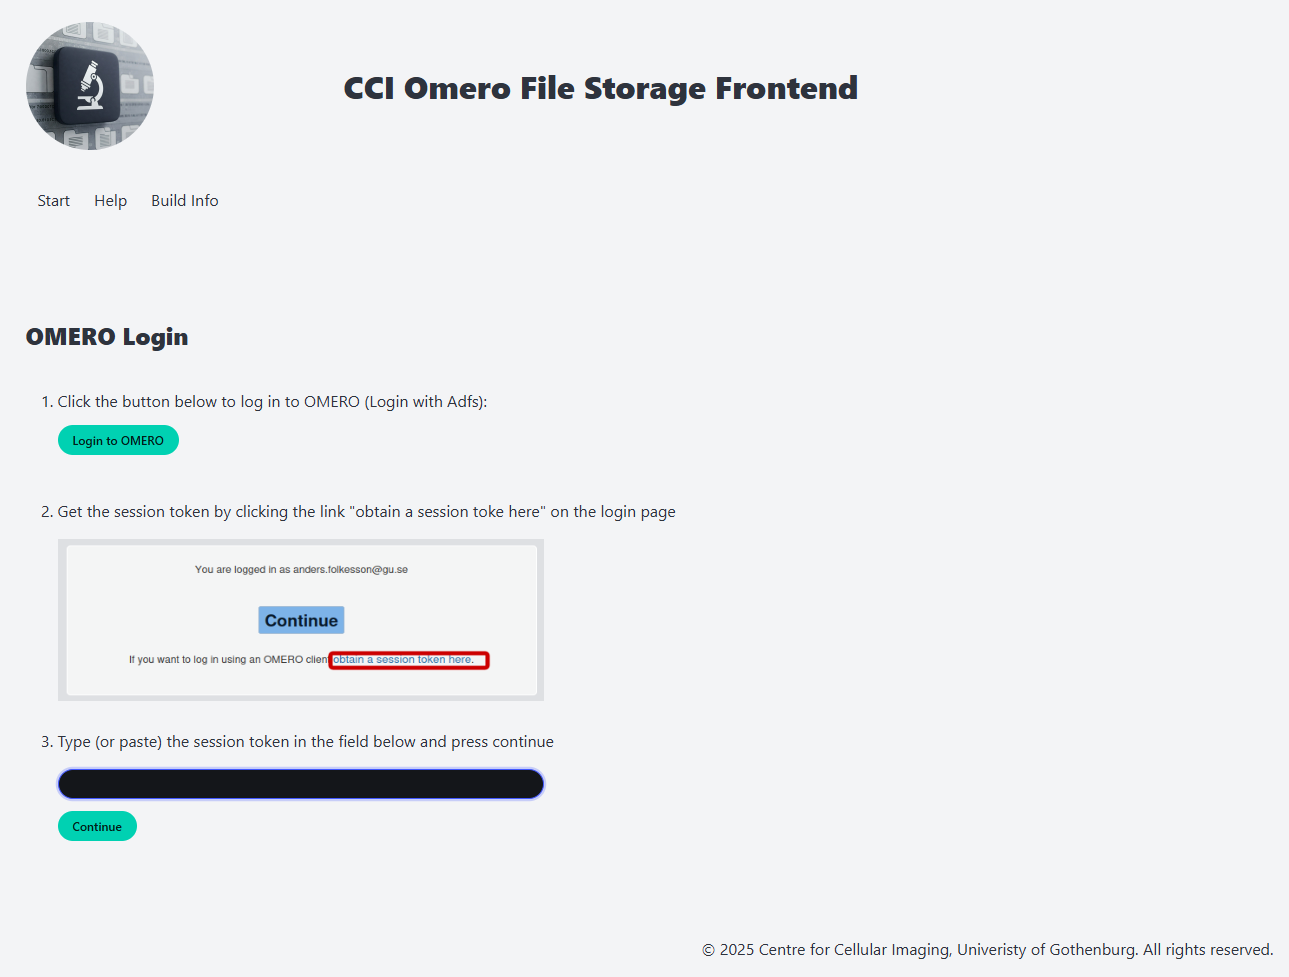 CCI Omero File Storage Frontend
Start Help Build Info
OMERO Login
1. Click the button below to log in to OMERO (Login with Adfs):
Login to OMERO
2. Get the session token by clicking the link "obtain a session toke here" on the login page
You are logged in as anders.folkesson@gu.se
Continue
If you want to log in using an OMERO client obtain a session token here.
3. Type (or paste) the session token in the field below and press continue
Continue
© 2025 Centre for Cellular Imaging, Univeristy of Gothenburg. All rights reserved.